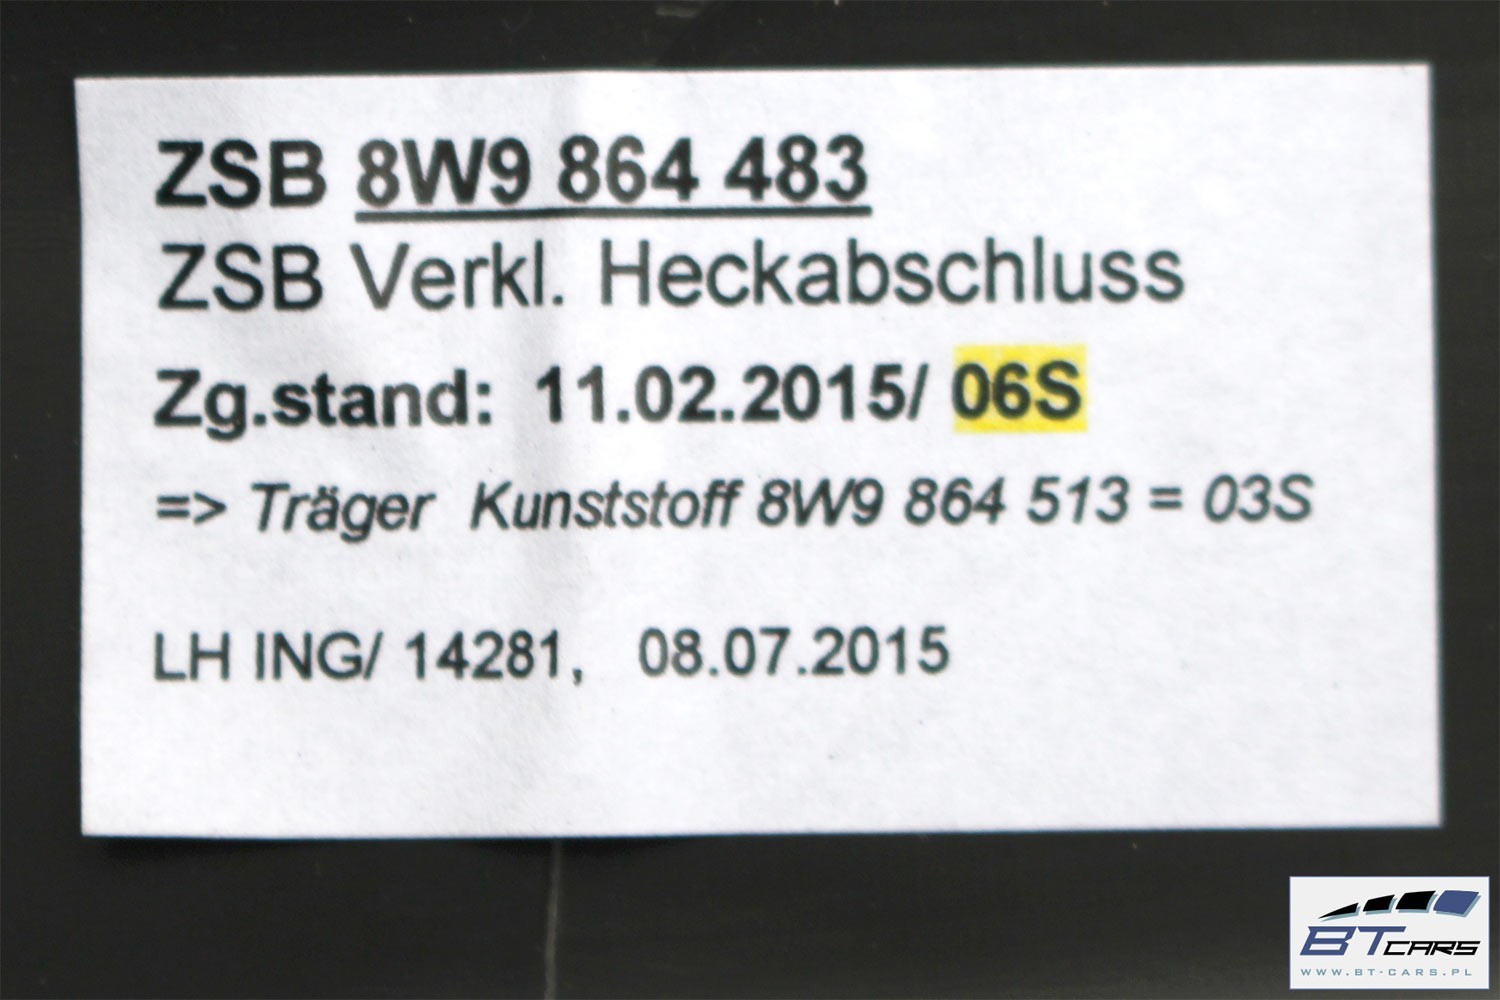 ZSB 8W9 864 483
ZSB Verkl. Heckabschluss
Zg.stand: 11.02.2015/ 06S
=> Träger Kunststoff 8W9 864 513 = 03S
LH ING/ 14281, 08.07.2015
BT CARS
WWW.BT-CARS.PL